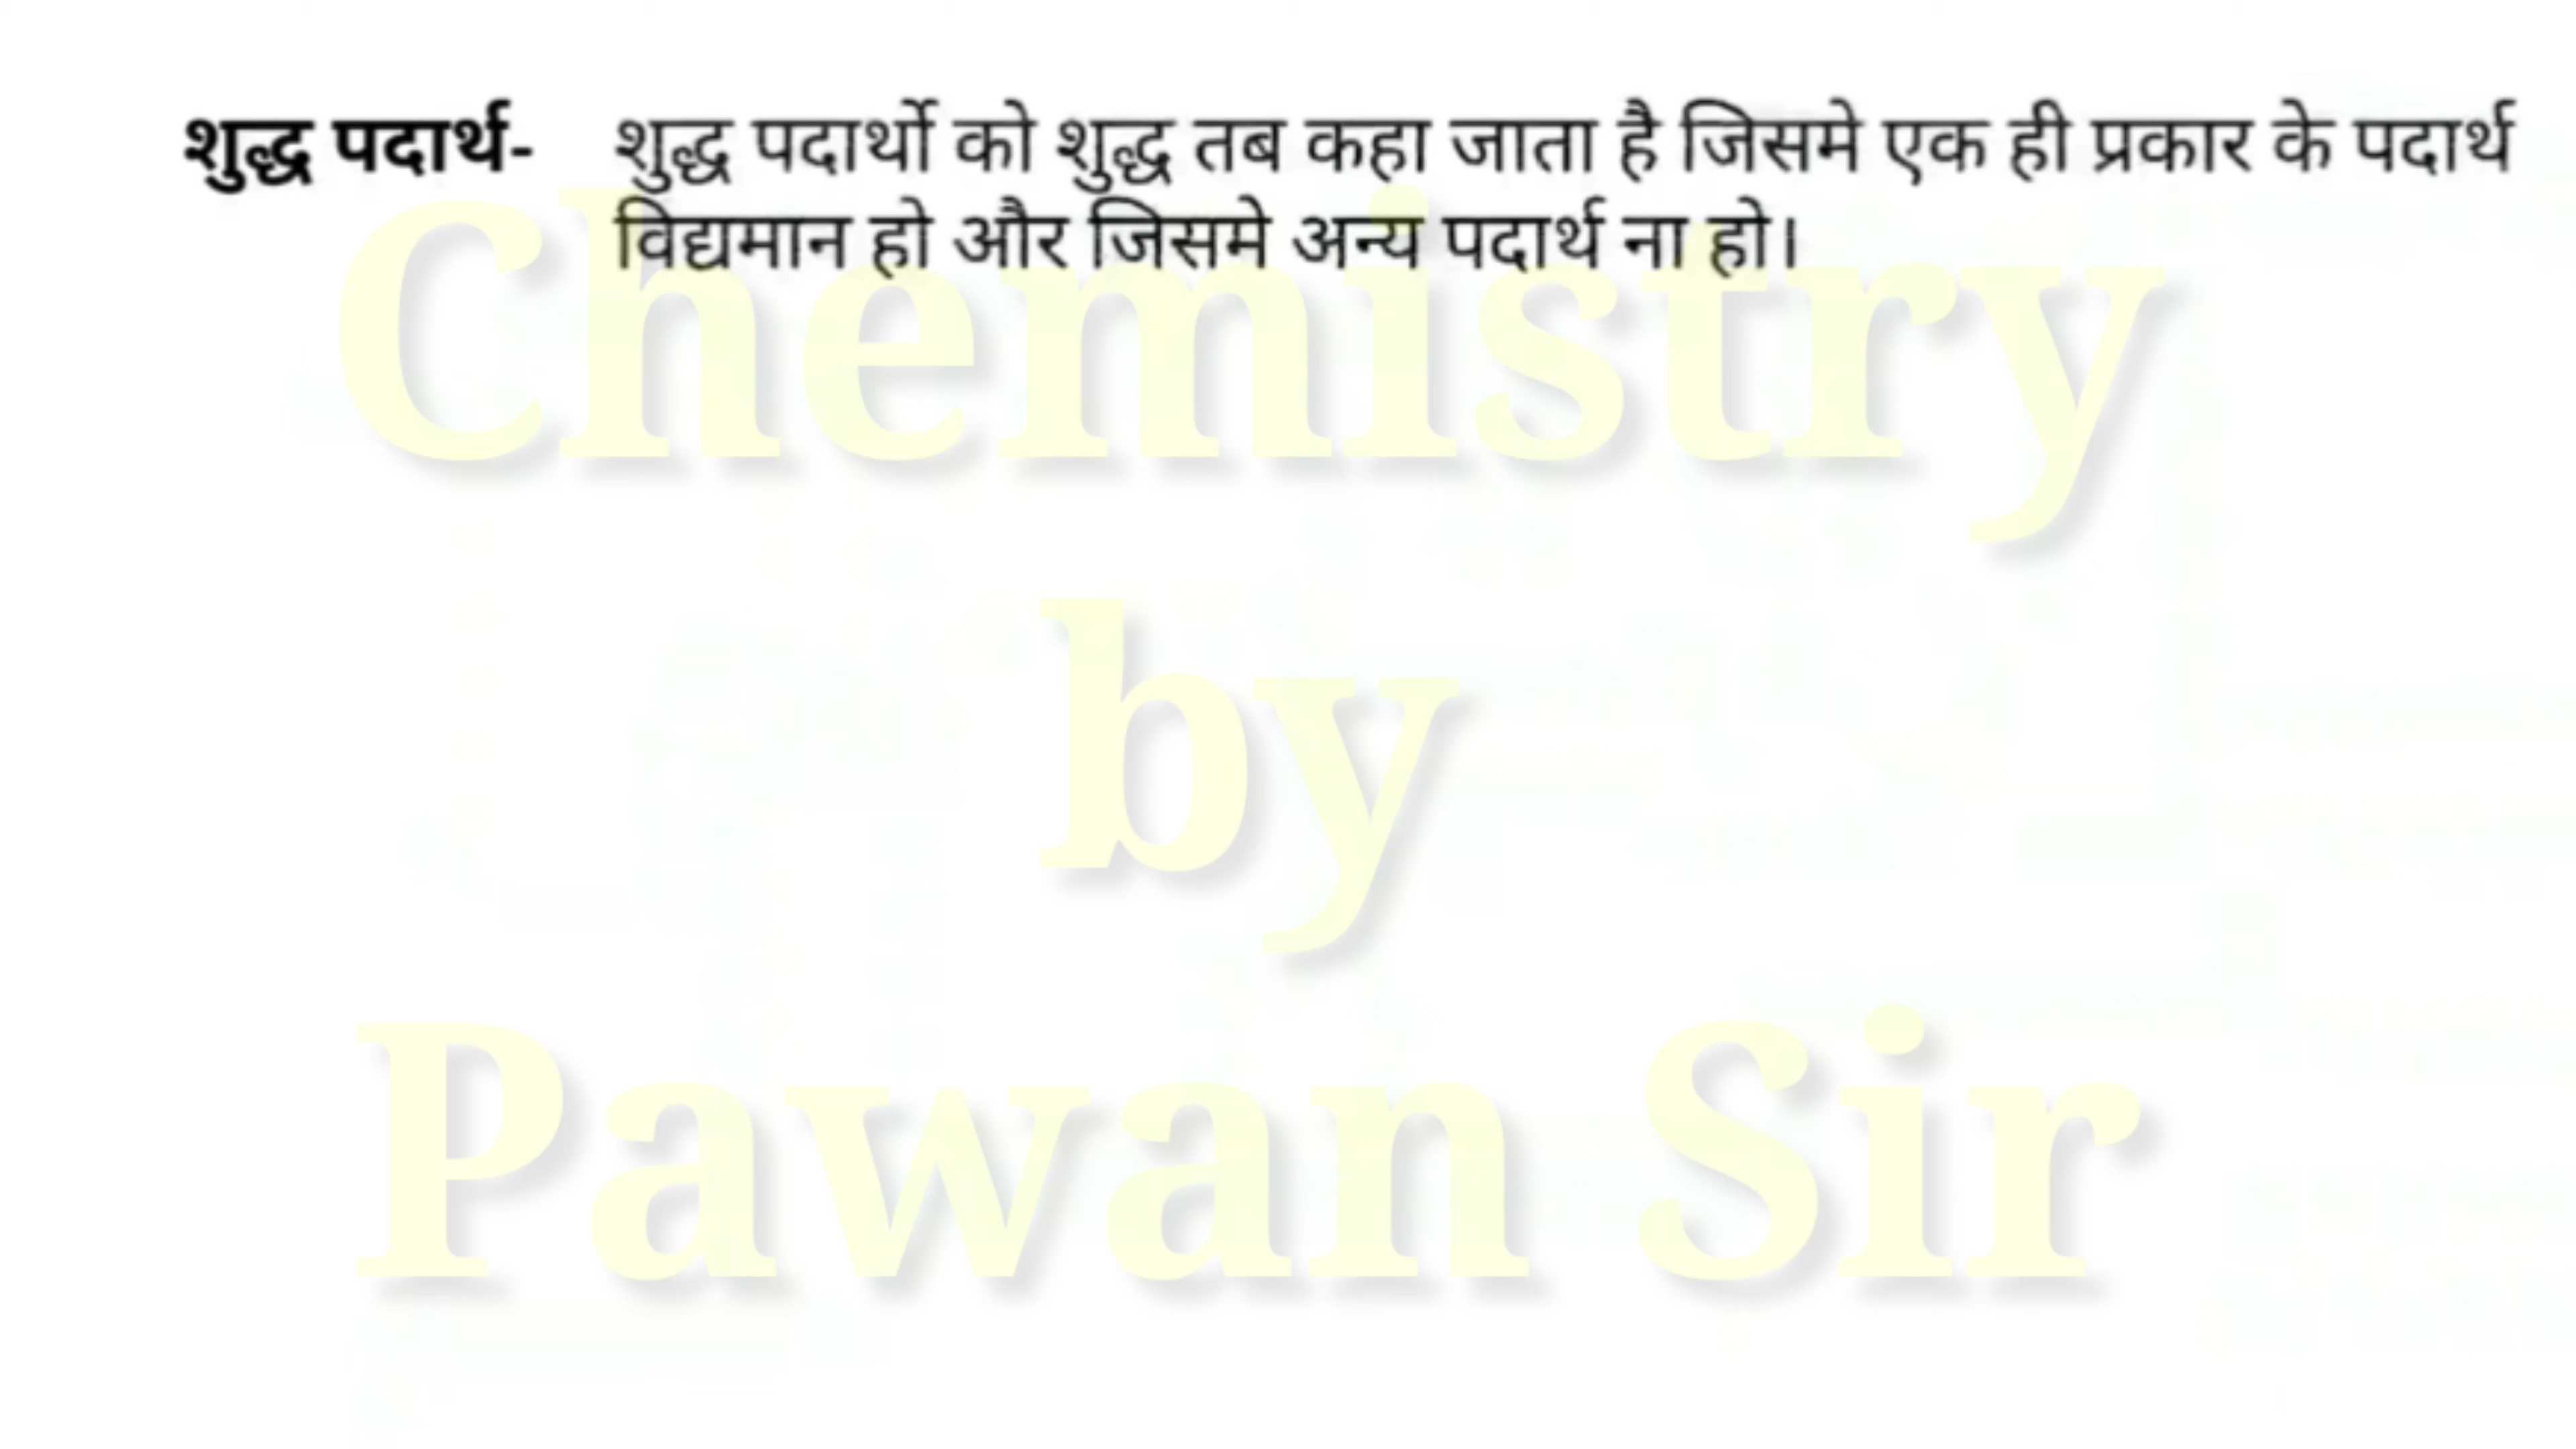 शुद्ध पदार्थ- शुद्ध पदार्थो को शुद्ध तब कहा जाता है जिसमे एक ही प्रकार के पदार्थ
विद्यमान हो और जिसमे अन्य पदार्थ ना हो।
Chemistry
by
Pawan Sir